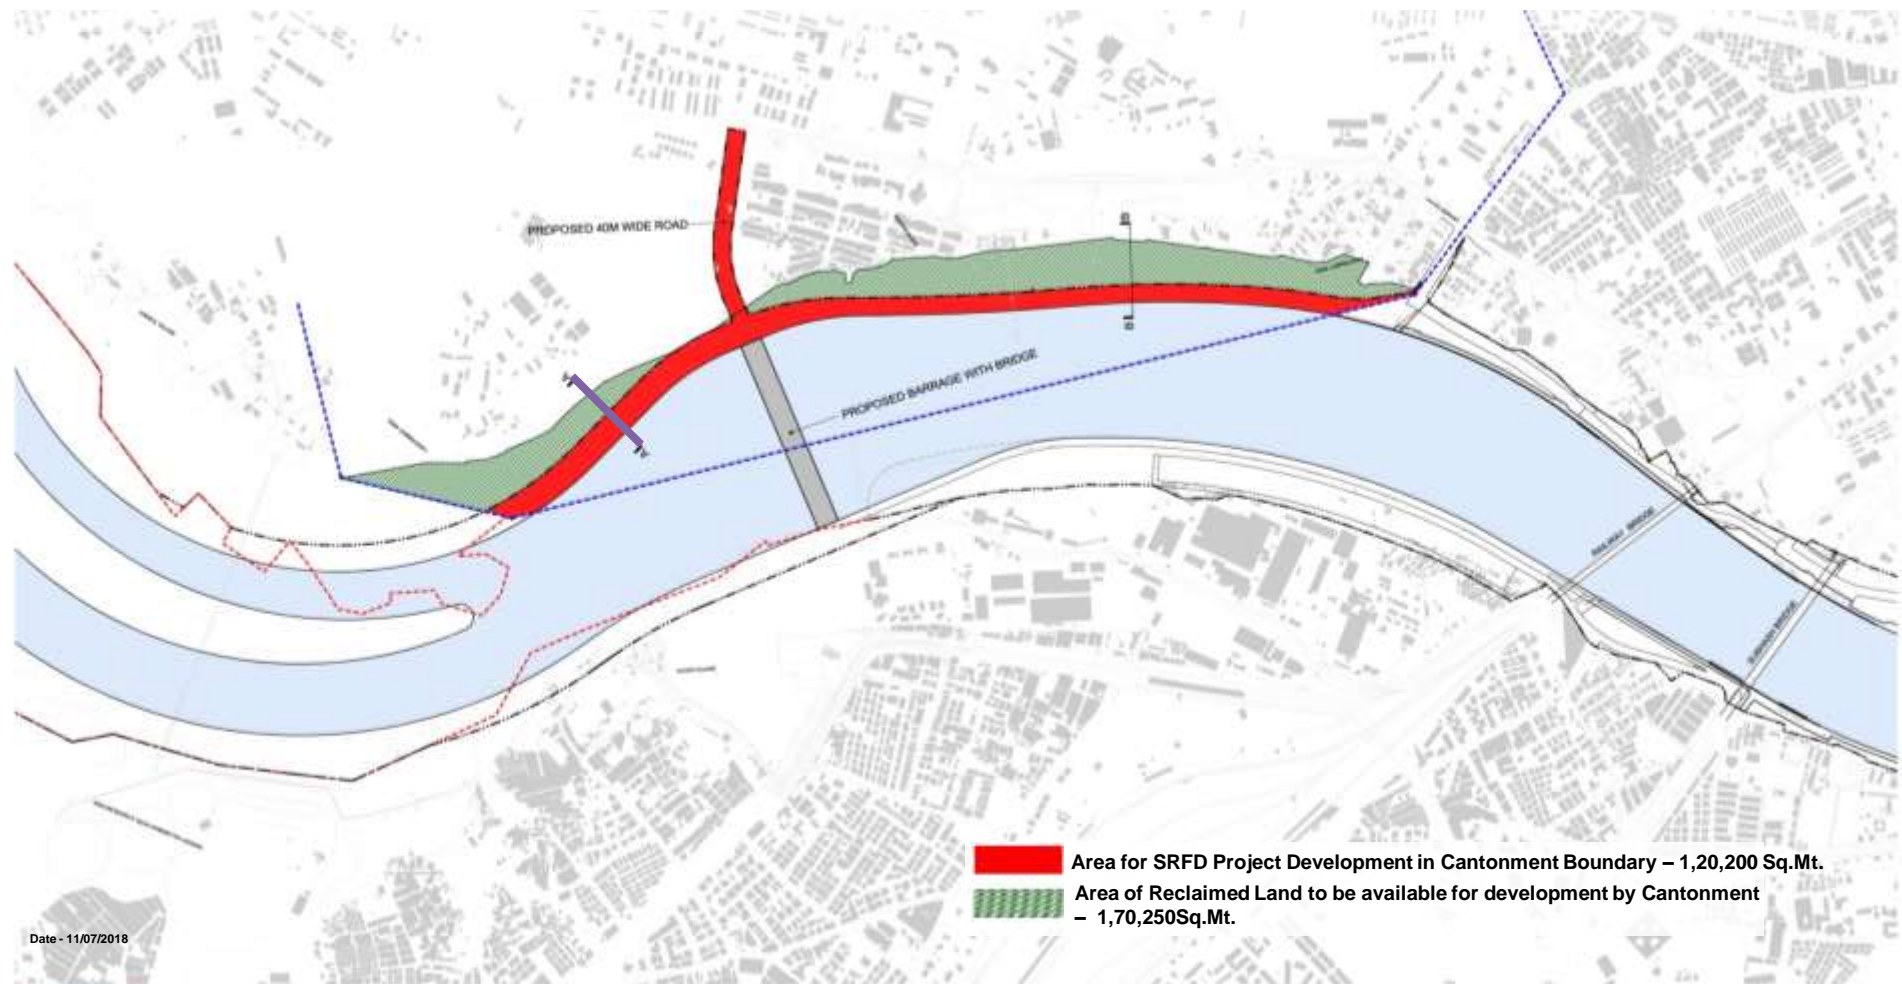 PROPOSED 40M WIDE ROAD
PROPOSED BARRAGE WITH BRIDGE
RAILWAY BRIDGE
Area for SRFD Project Development in Cantonment Boundary – 1,20,200 Sq.Mt.
Area of Reclaimed Land to be available for development by Cantonment
– 1,70,250Sq.Mt.
Date - 11/07/2018